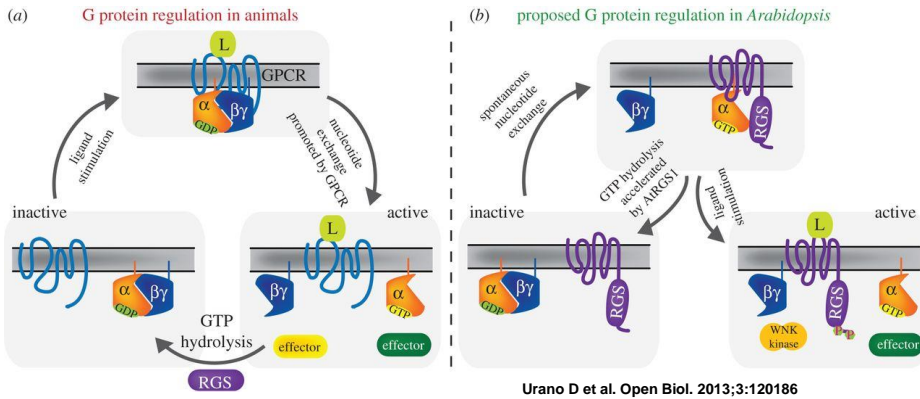 (a) G protein regulation in animals
L
GPCR
α
βγ
GDP
ligand
stimulation
nucleotide
exchange
promoted by GPCR
inactive
active
α
βγ
GDP
L
βγ
α
GTP
GTP
hydrolysis
RGS
effector
effector
(b) proposed G protein regulation in Arabidopsis
spontaneous
nucleotide
exchange
βγ
α
GTP
RGS
GTP hydrolysis
accelerated
by AtRGS1
ligand
stimulation
inactive
active
α
βγ
GDP
RGS
L
βγ
RGS
P P
α
GTP
WNK
kinase
effector
Urano D et al. Open Biol. 2013;3:120186